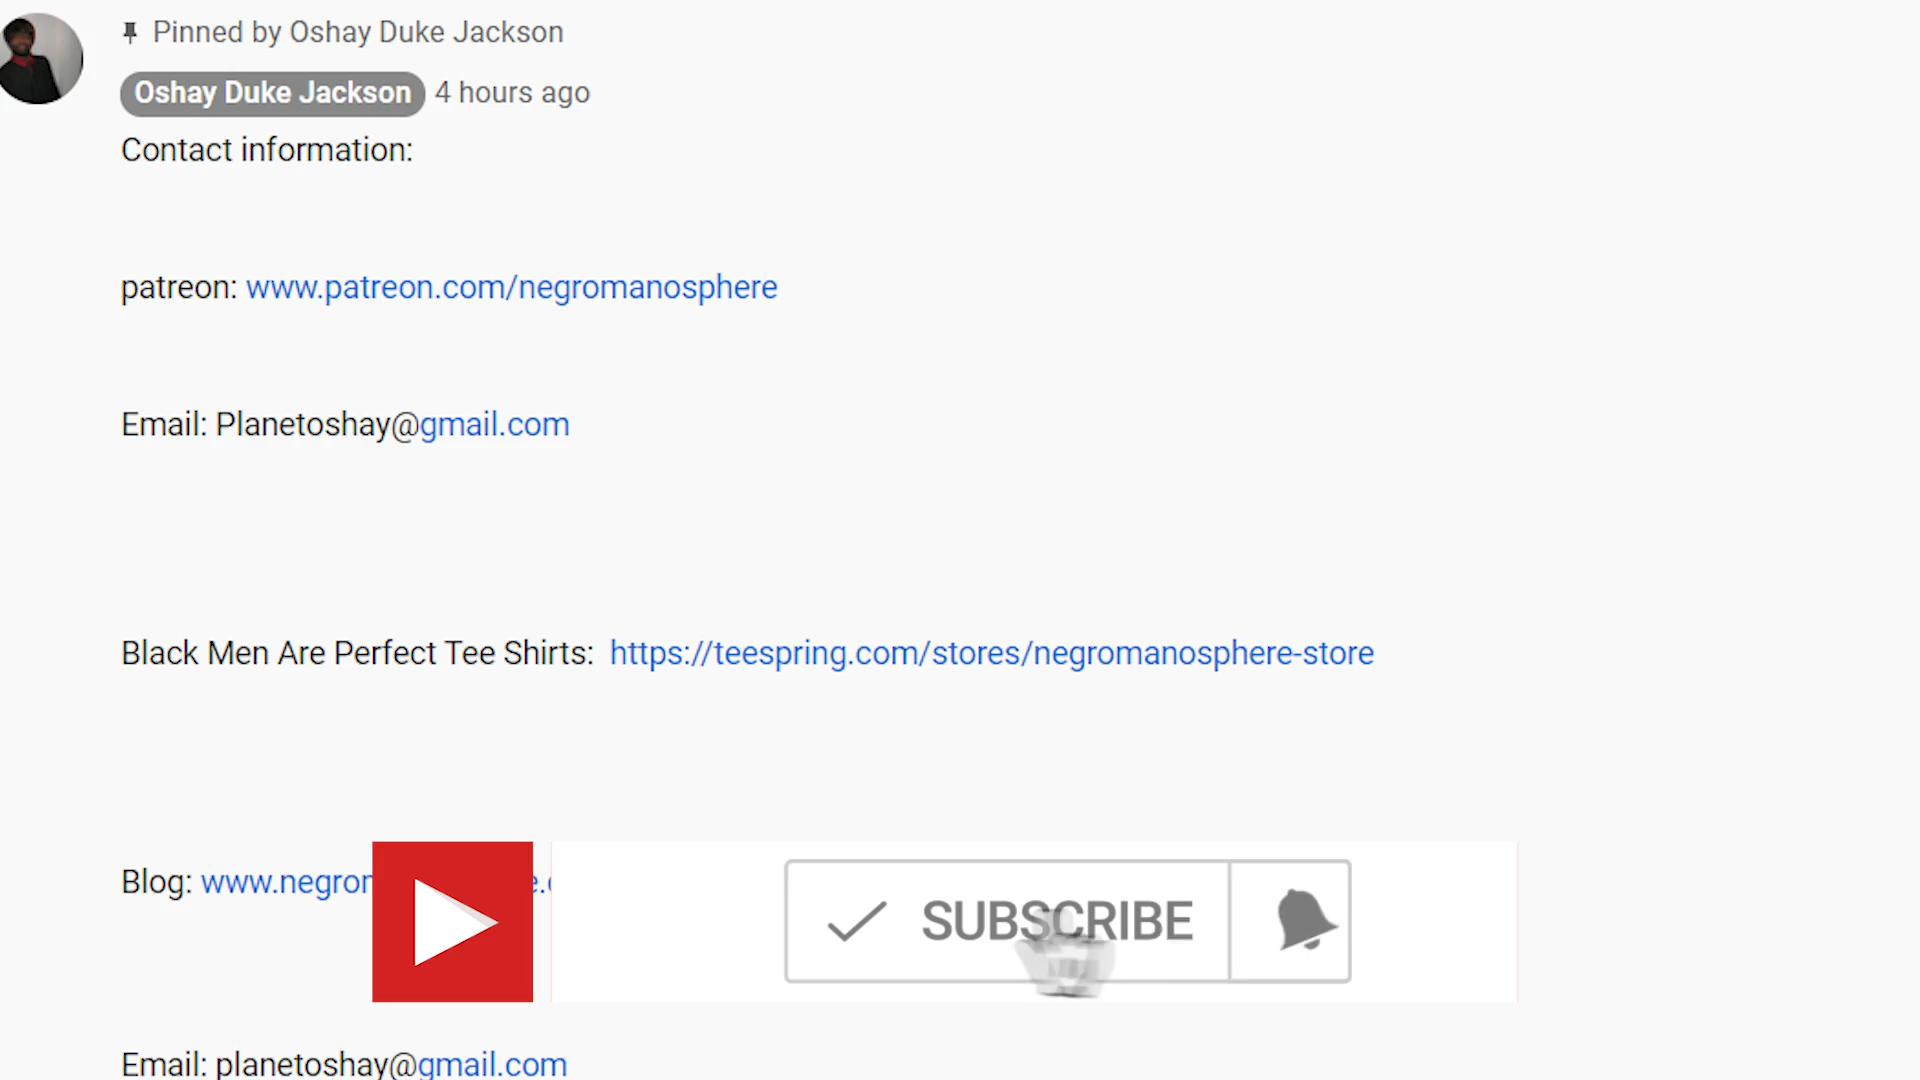 Pinned by Oshay Duke Jackson
Oshay Duke Jackson 4 hours ago
Contact information:
patreon: www.patreon.com/negromanosphere
Email: Planetoshay@gmail.com
Black Men Are Perfect Tee Shirts: https://teespring.com/stores/negromanosphere-store
Blog:
SUBSCRIBE
Email: planetoshay@gmail.com